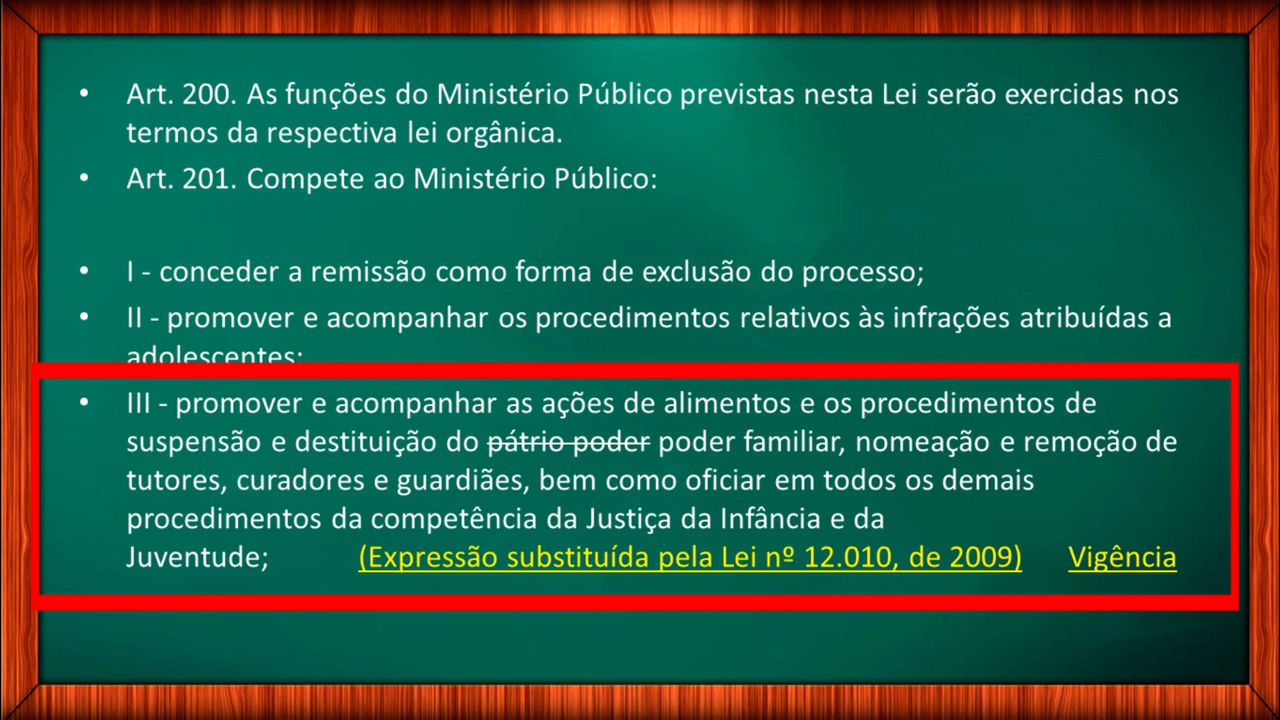 • Art. 200. As funções do Ministério Público previstas nesta Lei serão exercidas nos
termos da respectiva lei orgânica.
• Art. 201. Compete ao Ministério Público:
• I - conceder a remissão como forma de exclusão do processo;
• II - promover e acompanhar os procedimentos relativos às infrações atribuídas a
adolescentes;
• III - promover e acompanhar as ações de alimentos e os procedimentos de
suspensão e destituição do pátrio poder poder familiar, nomeação e remoção de
tutores, curadores e guardiães, bem como oficiar em todos os demais
procedimentos da competência da Justiça da Infância e da
Juventude; (Expressão substituída pela Lei nº 12.010, de 2009) Vigência